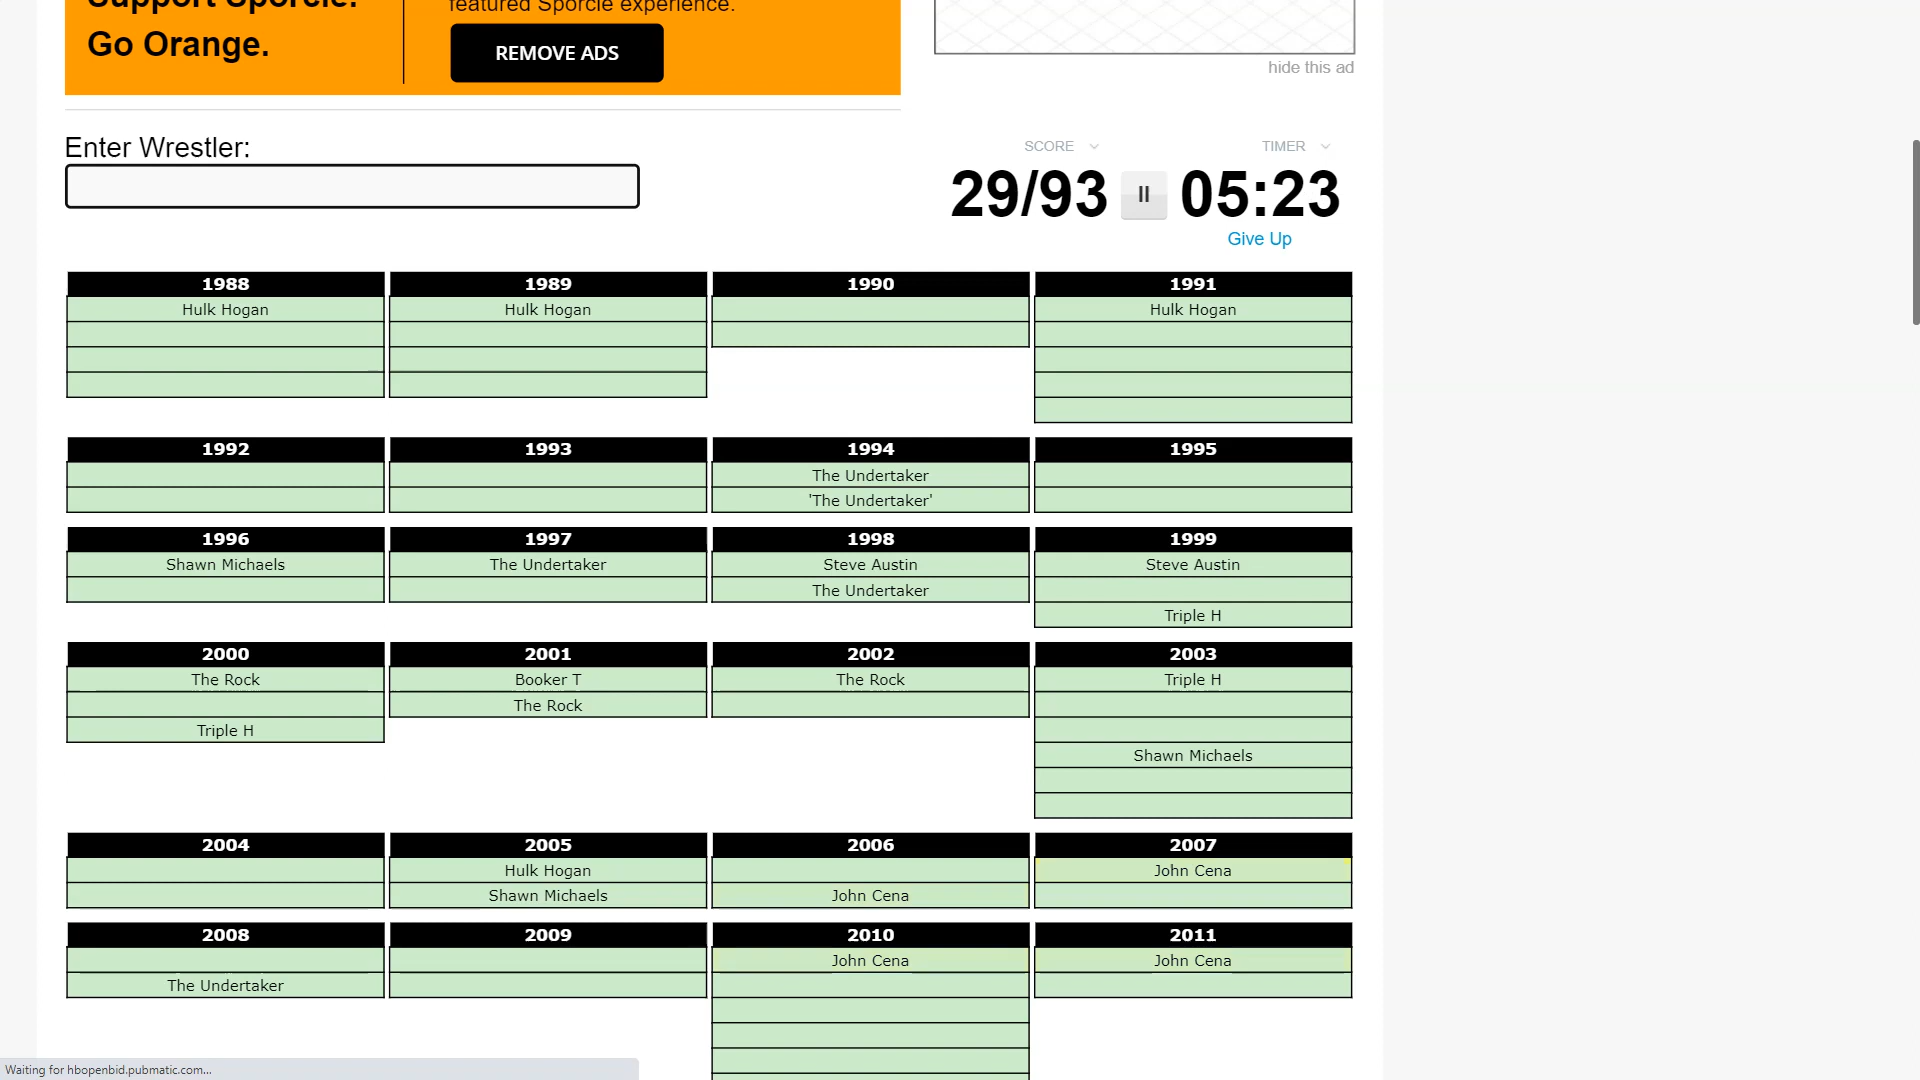 Support Sporcle.
Go Orange.
featured Sporcle experience.
REMOVE ADS
hide this ad
Enter Wrestler:
SCORE
TIMER
29/93
05:23
Give Up
1988
1989
1990
1991
Hulk Hogan
Hulk Hogan
Hulk Hogan
1992
1993
1994
1995
The Undertaker
'The Undertaker'
1996
1997
1998
1999
Shawn Michaels
The Undertaker
Steve Austin
Steve Austin
The Undertaker
Triple H
2000
2001
2002
2003
The Rock
Booker T
The Rock
Triple H
The Rock
Triple H
Shawn Michaels
2004
2005
2006
2007
Hulk Hogan
John Cena
Shawn Michaels
John Cena
2008
2009
2010
2011
John Cena
John Cena
The Undertaker
Waiting for hbopenbid.pubmatic.com...